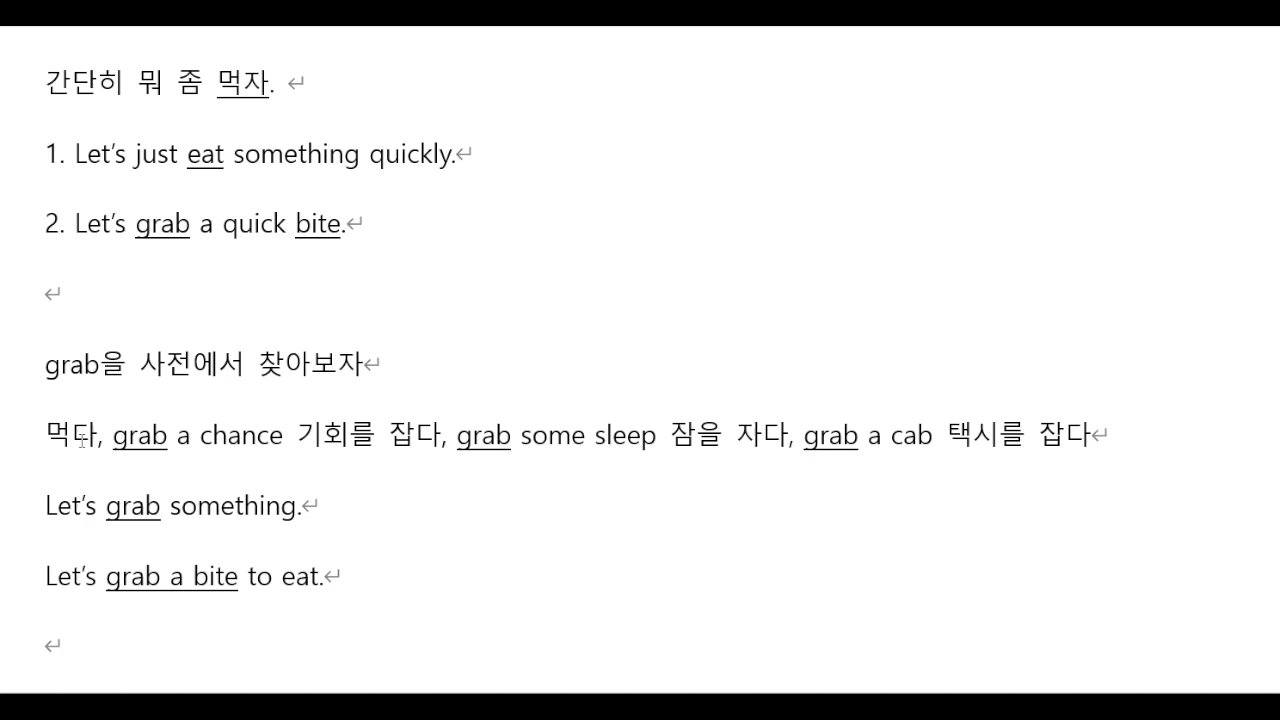 간단히 뭐 좀 먹자.
1. Let's just eat something quickly.
2. Let's grab a quick bite.
grab을 사전에서 찾아보자
먹다, grab a chance 기회를 잡다, grab some sleep 잠을 자다, grab a cab 택시를 잡다
Let's grab something.
Let's grab a bite to eat.